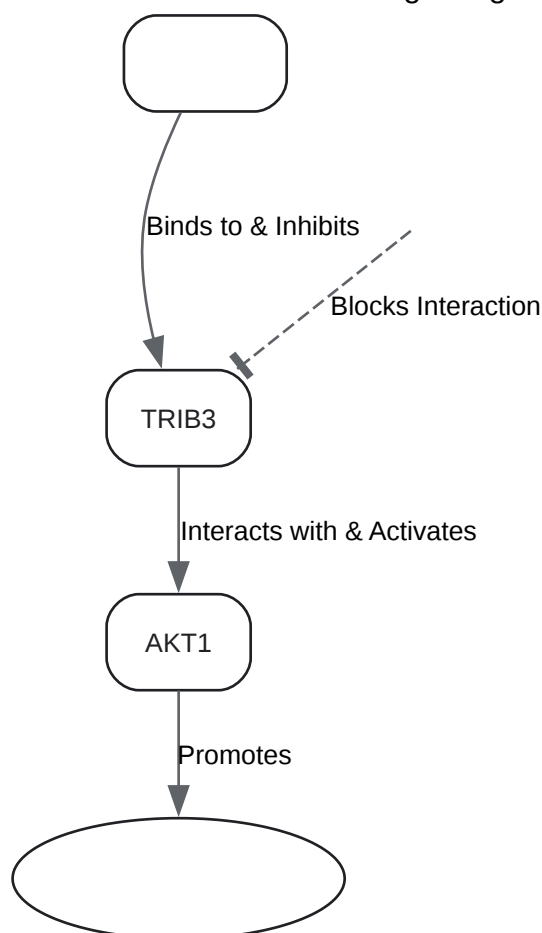 Binds to & Inhibits
Blocks Interaction
TRIB3
Interacts with & Activates
AKT1
Promotes